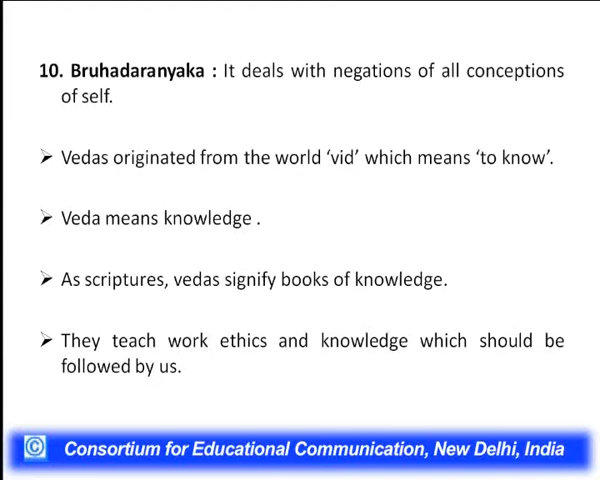 10. Bruhadaranyaka : It deals with negations of all conceptions
of self.
➢ Vedas originated from the world ‘vid’ which means ‘to know’.
➢ Veda means knowledge .
➢ As scriptures, vedas signify books of knowledge.
➢ They teach work ethics and knowledge which should be
followed by us.
© Consortium for Educational Communication, New Delhi, India